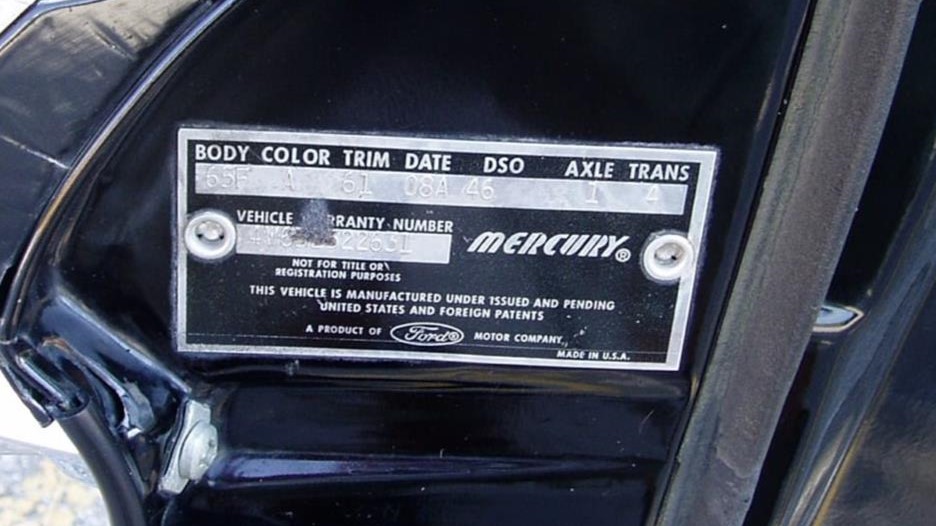 BODY COLOR TRIM DATE DSO AXLE TRANS
A 61 08A 46 1 4
VEHICLE NUMBER
MERCURY®
NOT FOR TITLE OR
REGISTRATION PURPOSES
THIS VEHICLE IS MANUFACTURED UNDER ISSUED AND PENDING
UNITED STATES AND FOREIGN PATENTS
A PRODUCT OF Ford® MOTOR COMPANY
MADE IN U.S.A.